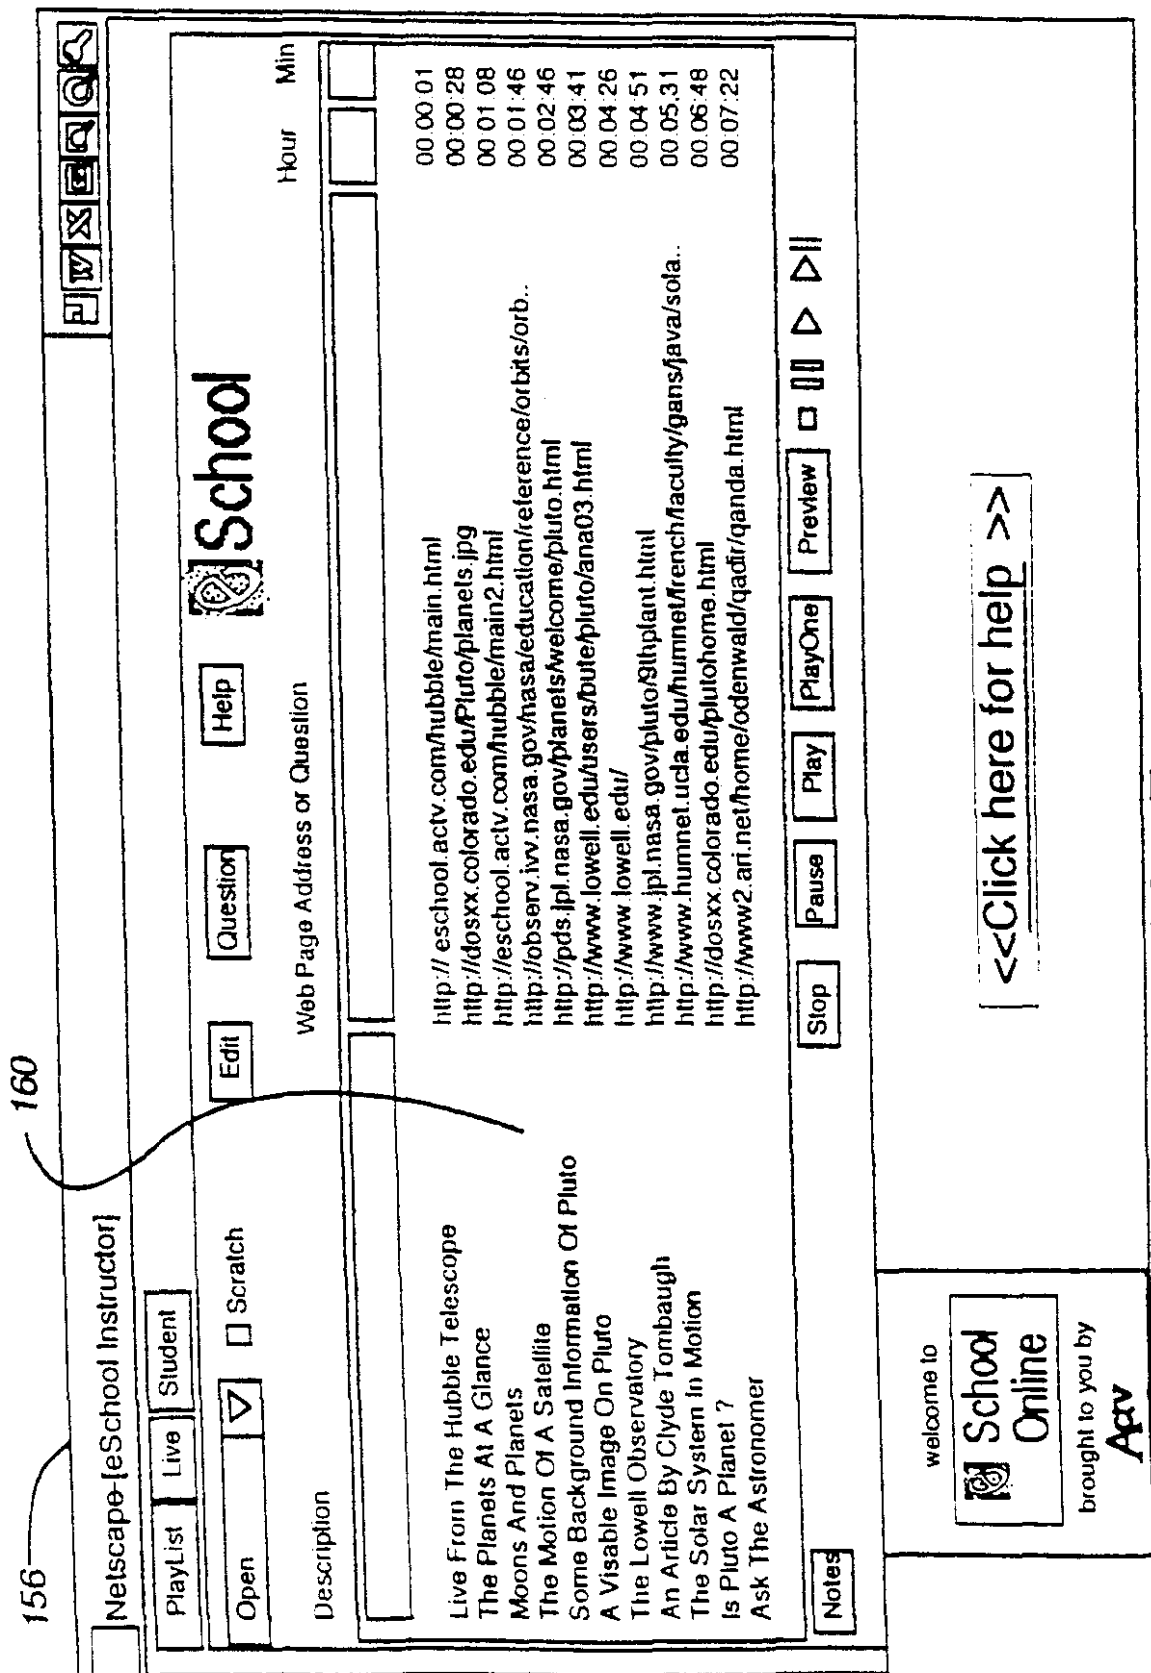 156
160
Netscape-[eSchool Instructor]
W X
PlayList Live Student
Open Scratch Edit Question Help School
Description Web Page Address or Question Hour Min
Live From The Hubble Telescope http:// eschool.actv.com/hubble/main.html 00.00:01
The Planets At A Glance http://dosxx.colorado.edu/Pluto/planets.jpg 00:00:28
Moons And Planets http://eschool.actv.com/hubble/main2.html 00:01:08
The Motion Of A Satellite http://observ.ivv.nasa.gov/nasa/education/reference/orbits/orb.. 00:01:46
Some Background Information Of Pluto http://pds.jpl.nasa.gov/planets/welcome/pluto.html 00:02:46
A Visable Image On Pluto http://www.lowell.edu/users/bute/pluto/ana03.html 00:03:41
The Lowell Observatory http://www.lowell.edu/ 00.04:26
An Article By Clyde Tombaugh http://www.jpl.nasa.gov/pluto/9thplant.html 00:04:51
The Solar System In Motion http://www.humnet.ucla.edu/humnet/french/faculty/gans/java/sola.. 00.05.31
Is Pluto A Planet ? http://dosxx.colorado.edu/plutohome.html 00:06:48
Ask The Astronomer http://www2.ari.net/home/odenwald/qadir/qanda.html 00:07:22
Notes Stop Pause Play PlayOne Preview
welcome to
School
Online
brought to you by
<<Click here for help >>